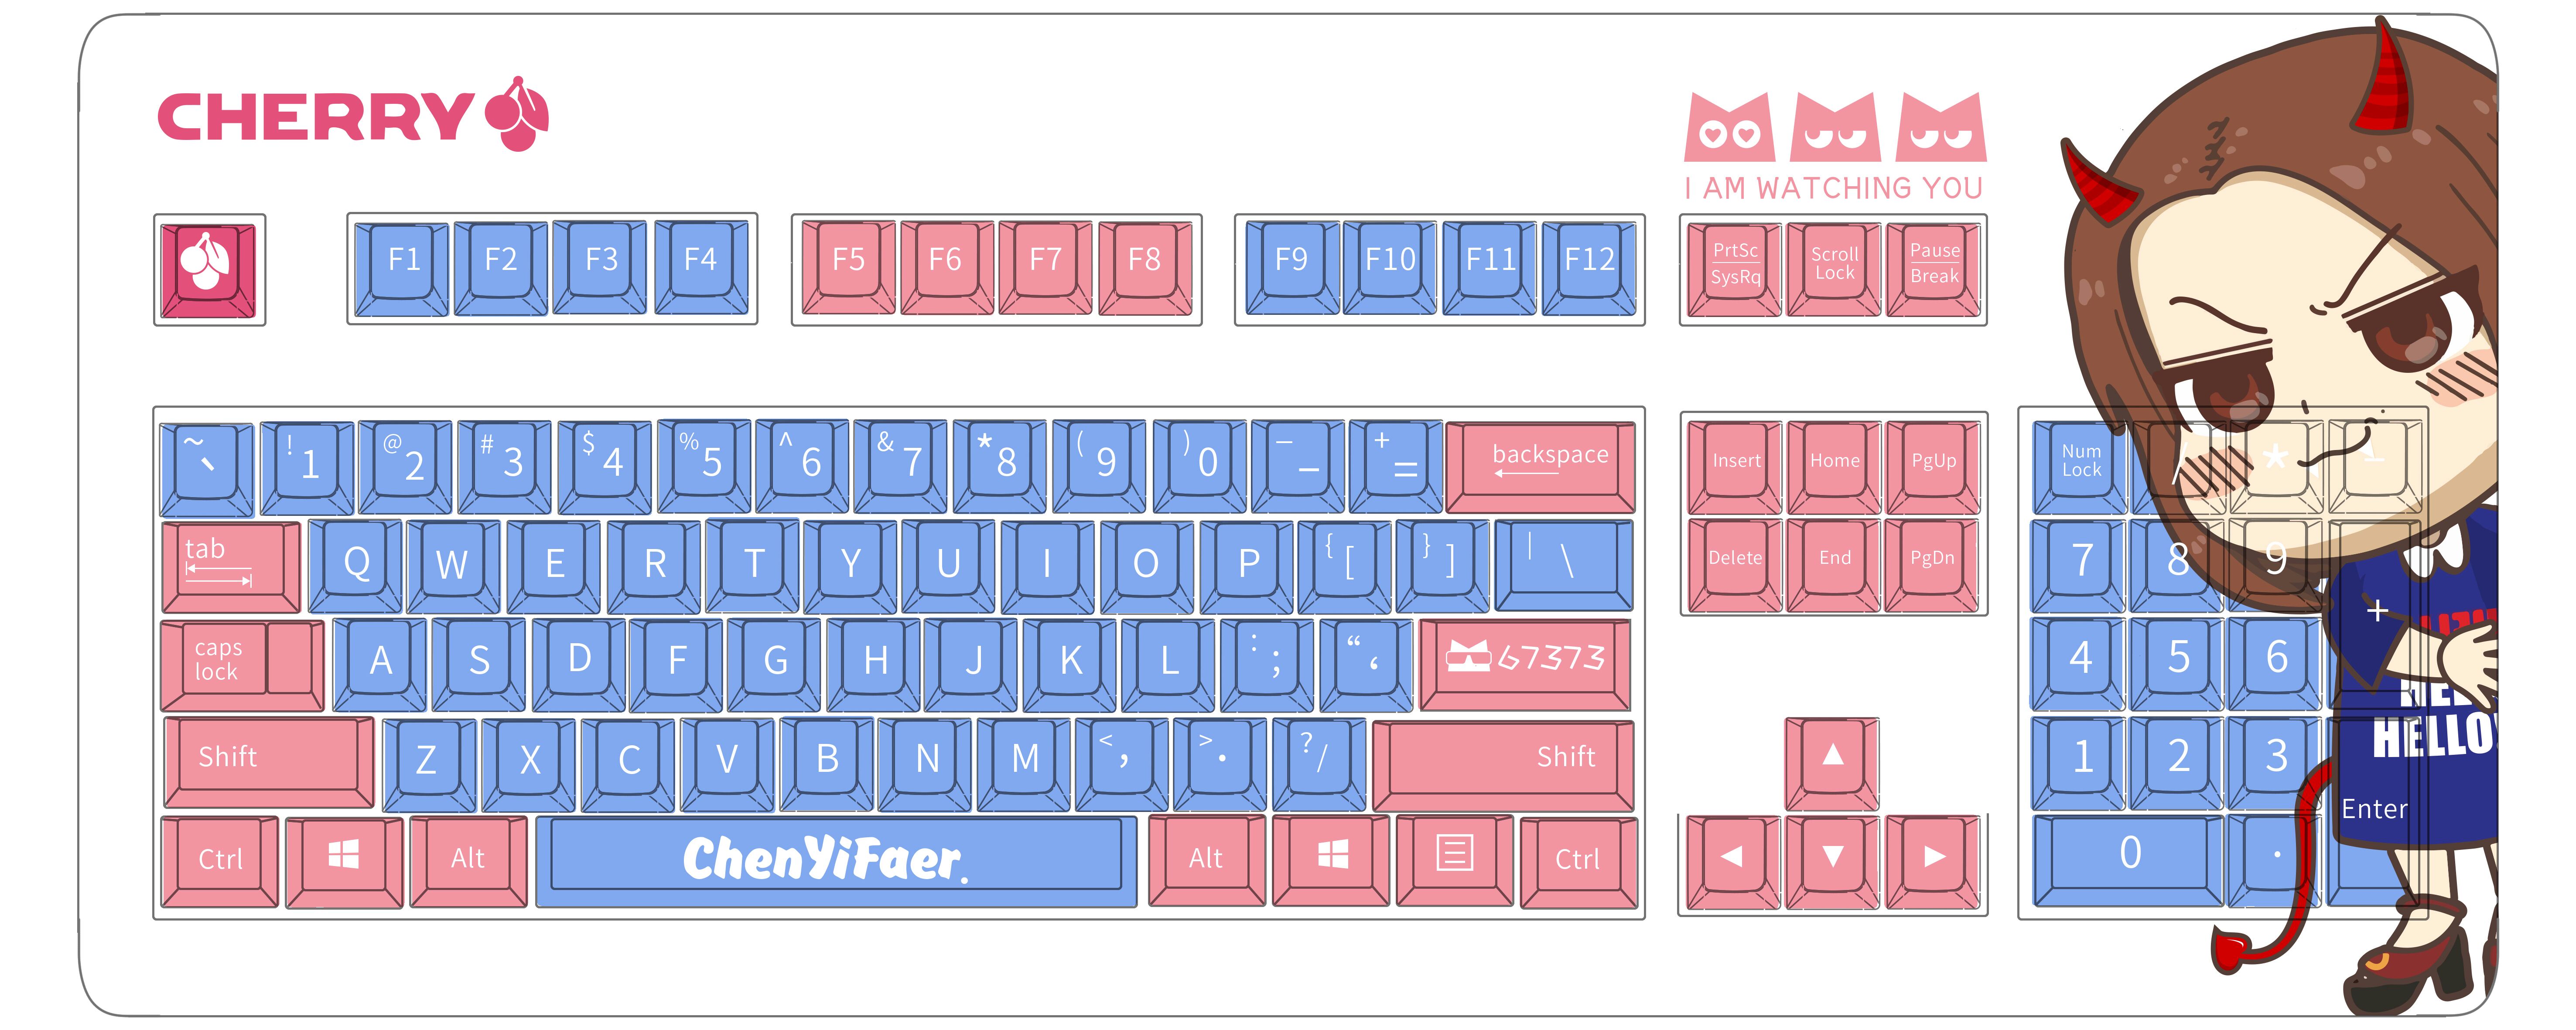 CHERRY
I AM WATCHING YOU
F1 F2 F3 F4 F5 F6 F7 F8 F9 F10 F11 F12 PrtSc SysRq Scroll Lock Pause Break
~ ` ! 1 @ 2 # 3 $ 4 % 5 ^ 6 & 7 * 8 ( 9 ) 0 — – + = backspace Insert Home PgUp Num Lock / * -
tab Q W E R T Y U I O P { [ } ] | \ Delete End PgDn 7 8 9 +
caps lock A S D F G H J K L : ; “ ‘ 67373 4 5 6
HELLO
Shift Z X C V B N M < , > . ? / Shift 1 2 3 Enter
Ctrl Alt ChenYiFaer. Alt Ctrl 0 .